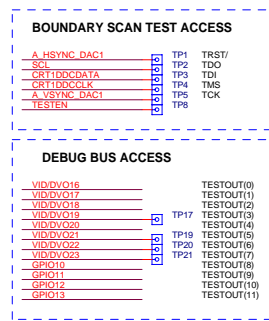 BOUNDARY SCAN TEST ACCESS
A_HSYNC_DAC1 TP1 TRST/
SCL TP2 TDO
CRT1DDCDATA TP3 TDI
CRT1DDCCLK TP4 TMS
A_VSYNC_DAC1 TP5 TCK
TESTEN TP8
DEBUG BUS ACCESS
VID/DVO16 TESTOUT(0)
VID/DVO17 TESTOUT(1)
VID/DVO18 TESTOUT(2)
VID/DVO19 TP17 TESTOUT(3)
VID/DVO20 TESTOUT(4)
VID/DVO21 TP19 TESTOUT(5)
VID/DVO22 TP20 TESTOUT(6)
VID/DVO23 TP21 TESTOUT(7)
GPIO10 TESTOUT(8)
GPIO11 TESTOUT(9)
GPIO12 TESTOUT(10)
GPIO13 TESTOUT(11)